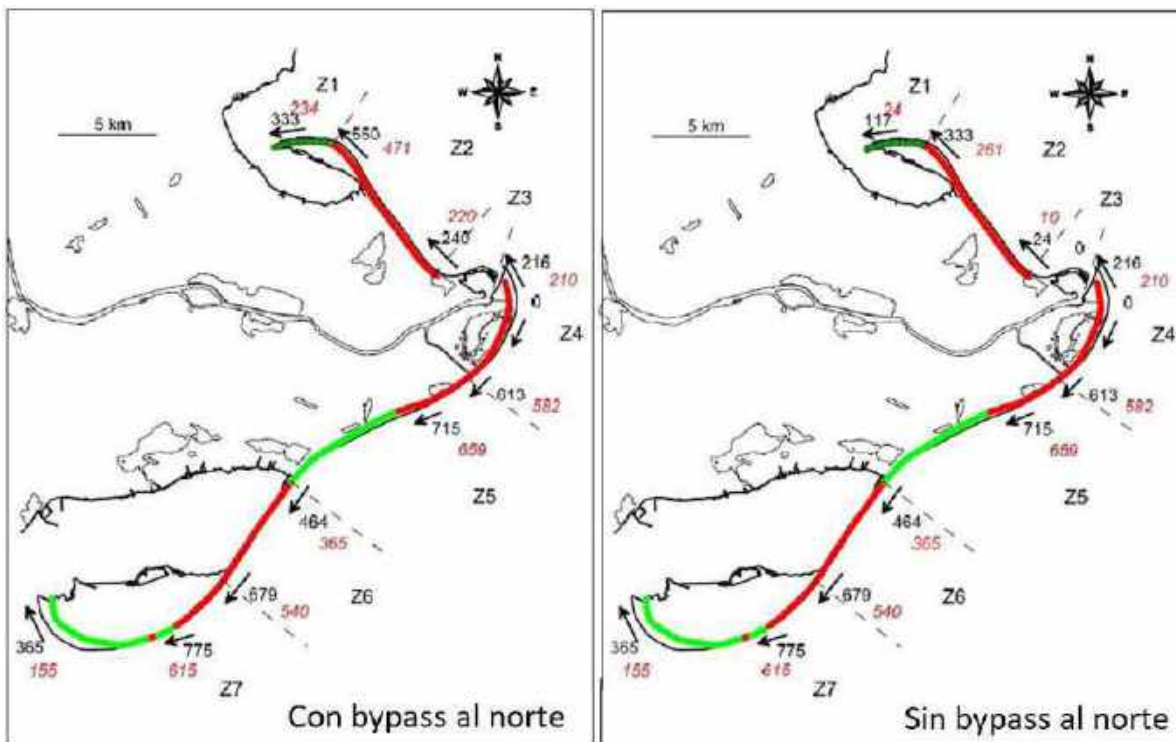 Z1
N
W
E
S
234
333
550
5 km
471
Z2
Z3
220
240
216
210
0
Z4
613
582
715
659
Z5
464
365
679
Z6
540
365
775
155
615
Z7
Con bypass al norte
Z1
N
W
E
S
24
117
333
5 km
261
Z2
Z3
10
24
0
216
210
0
Z4
613
582
715
659
Z5
464
365
679
Z6
540
365
775
155
615
Z7
Sin bypass al norte